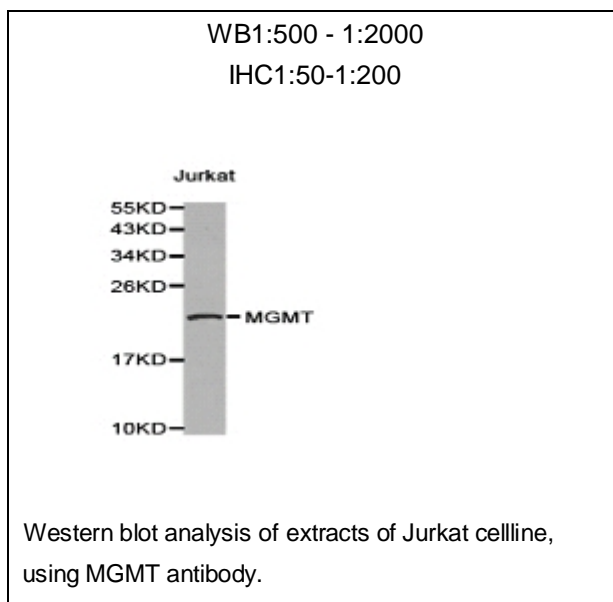 WB1:500 - 1:2000
IHC1:50-1:200
Jurkat
55KD
43KD
34KD
26KD
MGMT
17KD
10KD
Western blot analysis of extracts of Jurkat cellline,
using MGMT antibody.